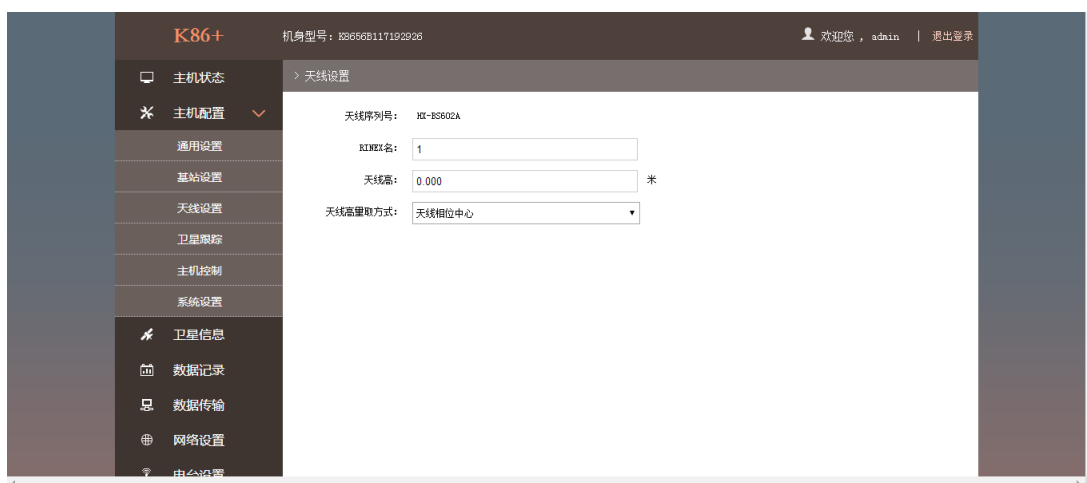 K86+
机身型号：K8656B117192926
欢迎您 , admin | 退出登录
主机状态
主机配置
通用设置
基站设置
天线设置
卫星跟踪
主机控制
系统设置
卫星信息
数据记录
数据传输
网络设置
电台设置
> 天线设置
天线序列号： HX-BS602A
RINEX名： 1
天线高： 0.000 米
天线高量取方式： 天线相位中心